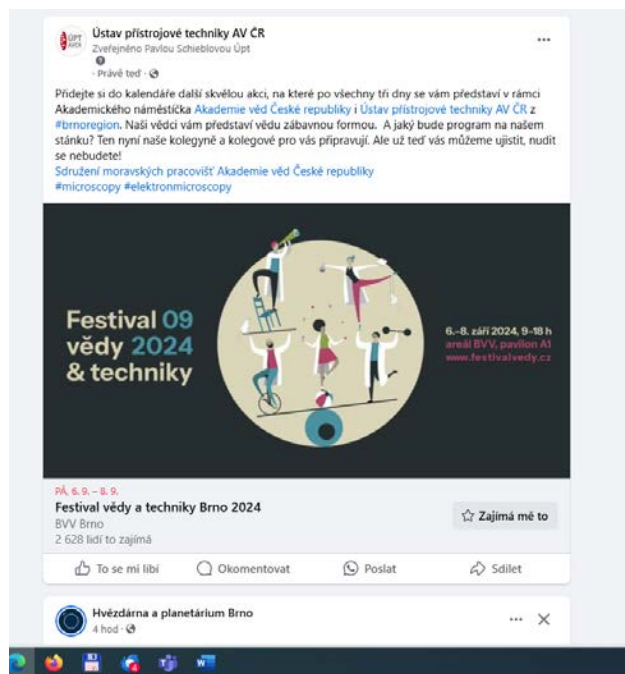 Ústav přístrojové techniky AV ČR
Zveřejněno Pavlou Schieblovou Úpt
· Právě teď ·
Přidejte si do kalendáře další skvělou akci, na které po všechny tři dny se vám představí v rámci
Akademického náměstíčka Akademie věd České republiky i Ústav přístrojové techniky AV ČR z
#brnoregion. Naši vědci vám představí vědu zábavnou formou. A jaký bude program na našem
stánku? Ten nyní naše kolegyně a kolegové pro vás připravují. Ale už teď vás můžeme ujistit, nudit
se nebudete!
Sdružení moravských pracovišť Akademie věd České republiky
#microscopy #elektronmicroscopy
Festival 09
vědy 2024
& techniky
6.–8. září 2024, 9-18 h
areál BVV, pavilon A1
www.festivalvedy.cz
PÁ, 6. 9. – 8. 9.
Festival vědy a techniky Brno 2024
BVV Brno
2 628 lidí to zajímá
Zajímá mě to
To se mi líbí
Okomentovat
Poslat
Sdílet
Hvězdárna a planetárium Brno
4 hod ·